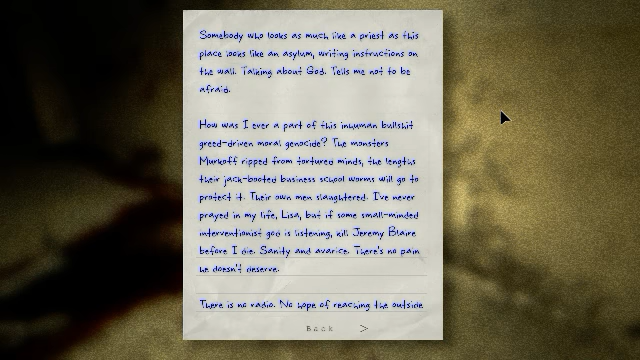 Somebody who looks as much like a priest as this
place looks like an asylum, writing instructions on
the wall. Talking about God. Tells me not to be
afraid.
How was I ever a part of this inhuman bullshit
greed-driven moral genocide? The monsters
Murkoff ripped from tortured minds, the lengths
their jack-booted business school worms will go to
protect it. Their own men slaughtered. I've never
prayed in my life, Lisa, but if some small-minded
interventionist god is listening, kill Jeremy Blaire
before I die. Sanity and avarice. There's no pain
he doesn't deserve.
There is no radio. No hope of reaching the outside
Back >